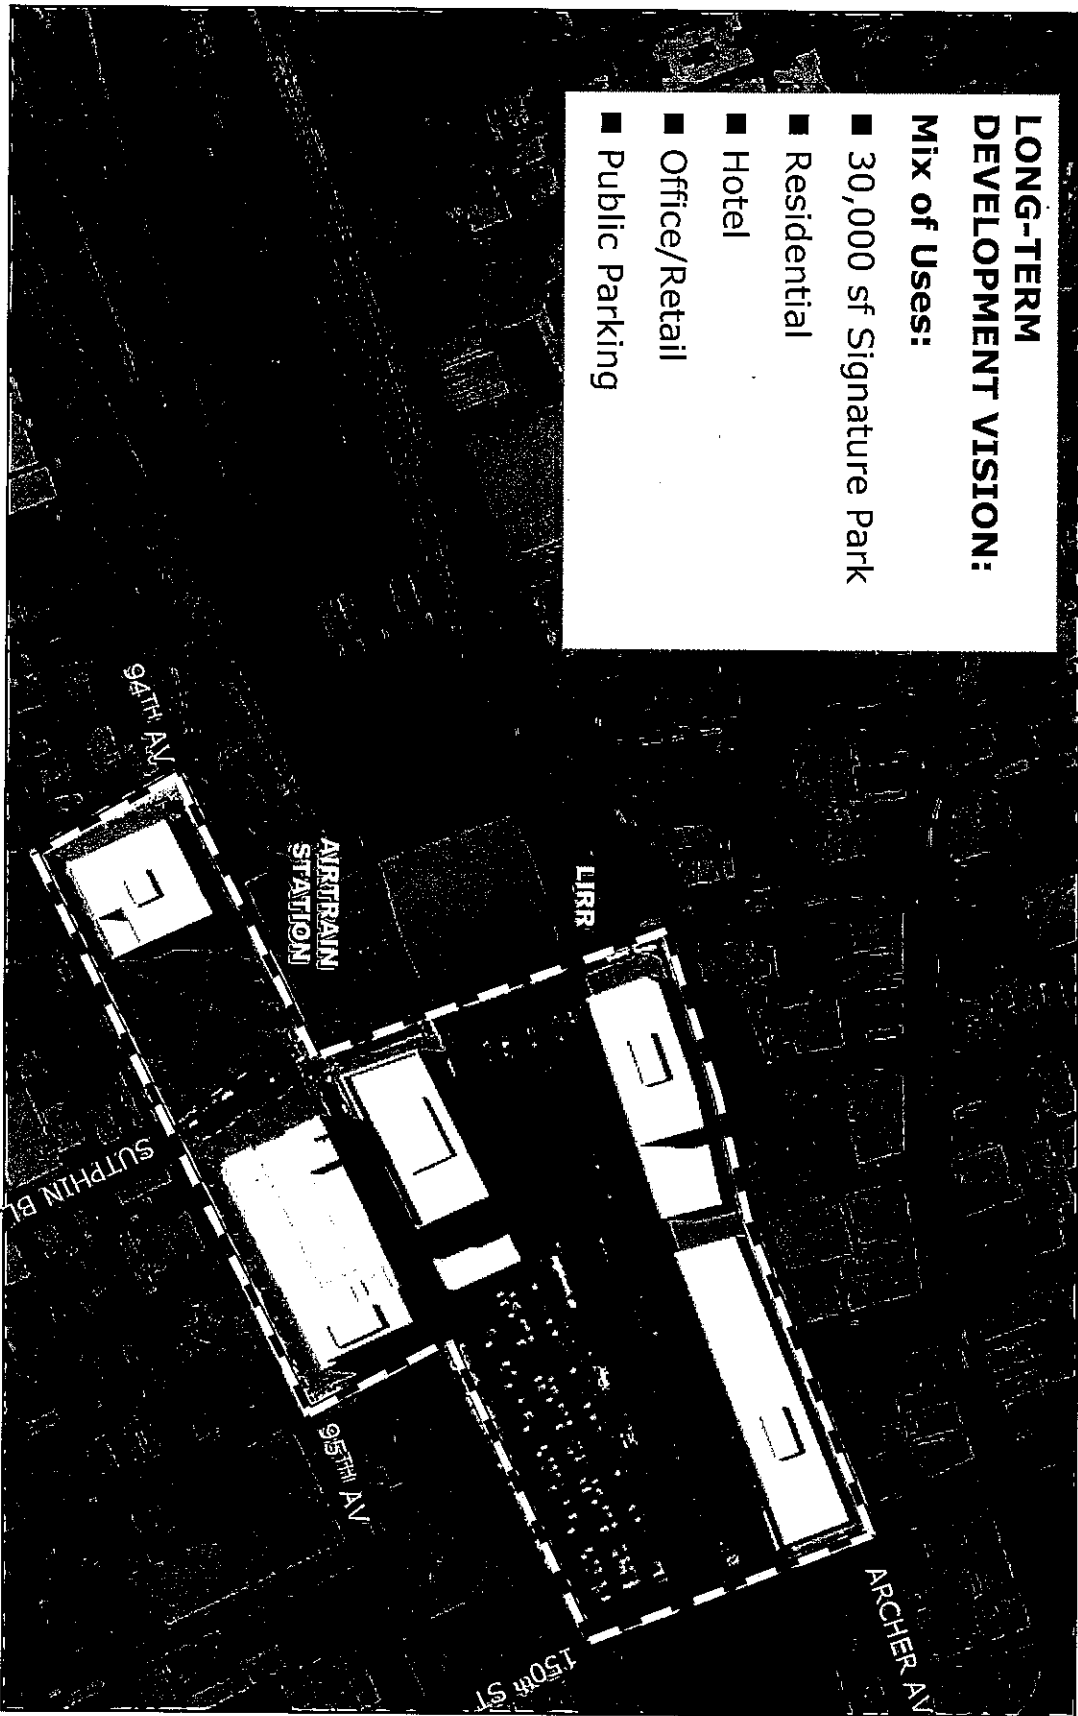 LONG-TERM
DEVELOPMENT VISION:
Mix of Uses:
■ 30,000 sf Signature Park
■ Residential
■ Hotel
■ Office/Retail
■ Public Parking
ARCHER AV
LIRR
AIRTRAIN
STATION
94TH AV
150th ST
95TH AV
SUTPHIN BL